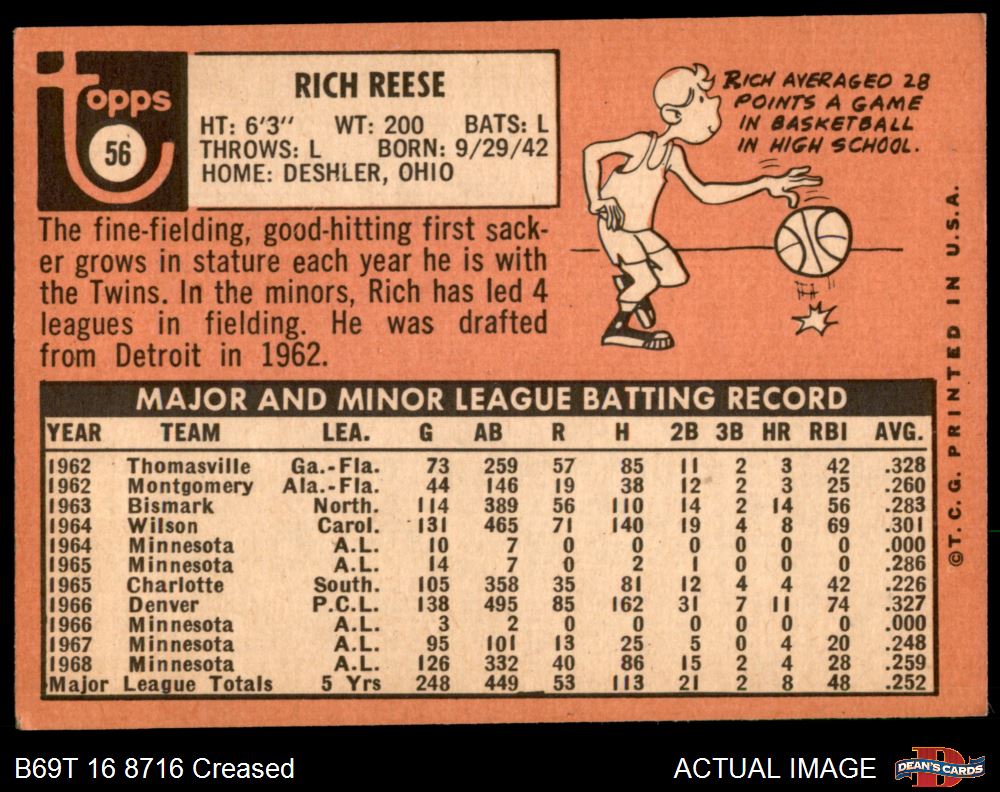 Topps
56
RICH REESE
HT: 6'3" WT: 200 BATS: L
THROWS: L BORN: 9/29/42
HOME: DESHLER, OHIO
RICH AVERAGED 28
POINTS A GAME
IN BASKETBALL
IN HIGH SCHOOL.
The fine-fielding, good-hitting first sack-
er grows in stature each year he is with
the Twins. In the minors, Rich has led 4
leagues in fielding. He was drafted
from Detroit in 1962.
MAJOR AND MINOR LEAGUE BATTING RECORD
YEAR TEAM LEA. G AB R H 2B 3B HR RBI AVG.
1962 Thomasville Ga.-Fla. 73 259 57 85 11 2 3 42 .328
1962 Montgomery Ala.-Fla. 44 146 19 38 12 2 3 25 .260
1963 Bismark North. 114 389 56 110 14 2 14 56 .283
1964 Wilson Carol. 131 465 71 140 19 4 8 69 .301
1964 Minnesota A.L. 10 7 0 0 0 0 0 0 .000
1965 Minnesota A.L. 14 7 0 2 1 0 0 0 .286
1965 Charlotte South. 105 358 35 81 12 4 4 42 .226
1966 Denver P.C.L. 138 495 85 162 31 7 11 74 .327
1966 Minnesota A.L. 3 2 0 0 0 0 0 0 .000
1967 Minnesota A.L. 95 101 13 25 5 0 4 20 .248
1968 Minnesota A.L. 126 332 40 86 15 2 4 28 .259
Major League Totals 5 Yrs 248 449 53 113 21 2 8 48 .252
©T.C.G. PRINTED IN U.S.A.
B69T 16 8716 Creased
ACTUAL IMAGE
DEAN'S CARDS